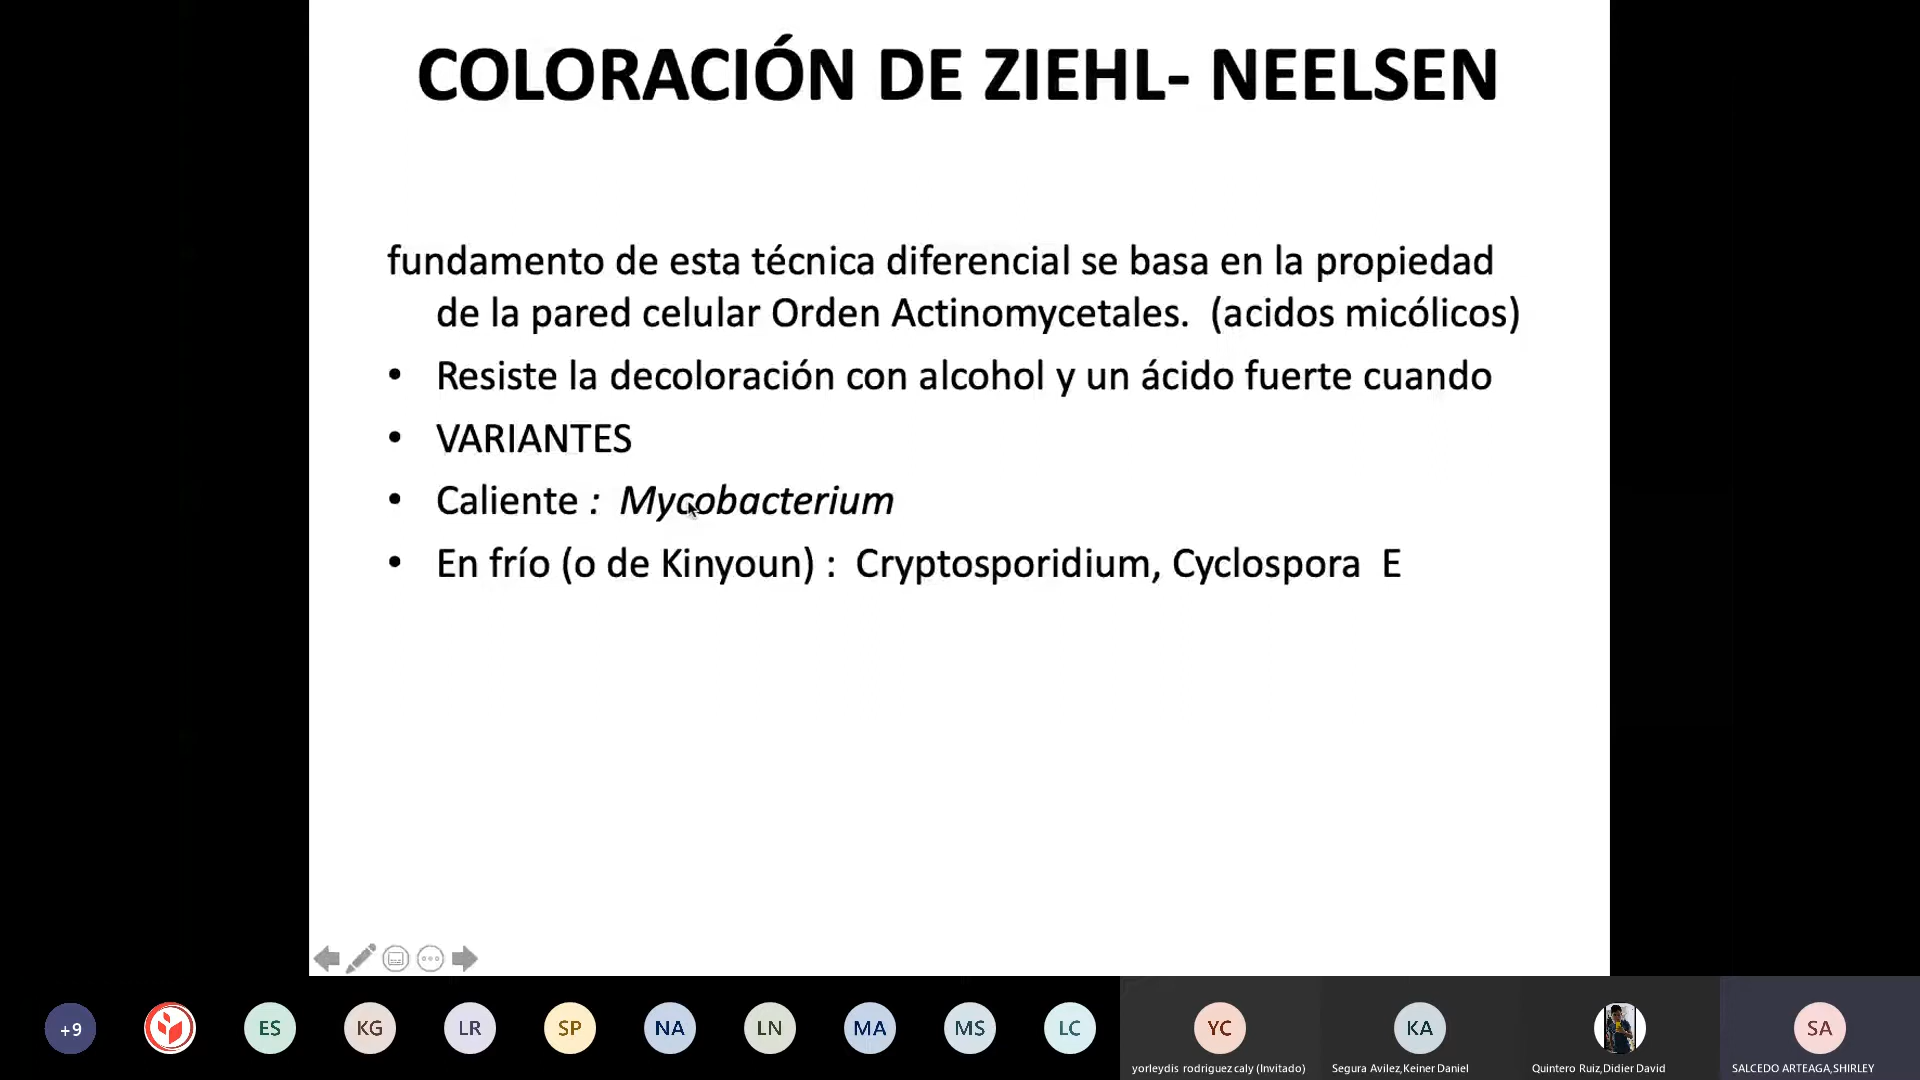 COLORACIÓN DE ZIEHL- NEELSEN
fundamento de esta técnica diferencial se basa en la propiedad
de la pared celular Orden Actinomycetales. (acidos micólicos)
• Resiste la decoloración con alcohol y un ácido fuerte cuando
• VARIANTES
• Caliente : Mycobacterium
• En frío (o de Kinyoun) : Cryptosporidium, Cyclospora E
+9
ES
KG
LR
SP
NA
LN
MA
MS
LC
YC
KA
SA
yorleydis rodriguez caly (Invitado)
Segura Avilez,Keiner Daniel
Quintero Ruiz,Didier David
SALCEDO ARTEAGA,SHIRLEY